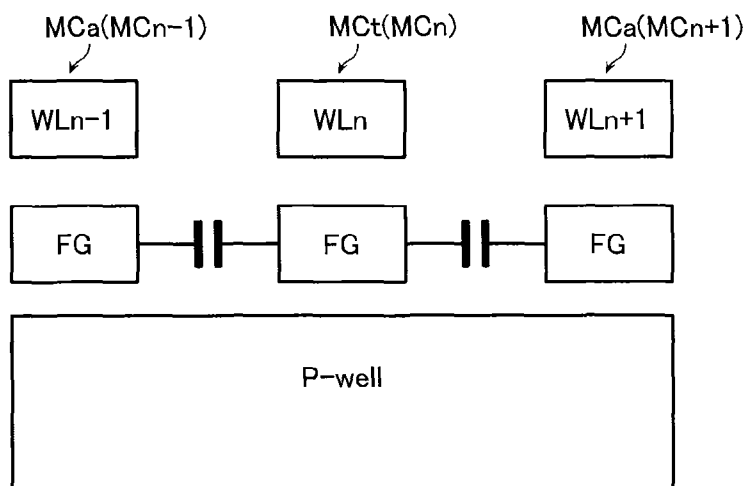 MCa(MCn-1) MCt(MCn) MCa(MCn+1)
WLn-1 WLn WLn+1
FG FG FG
P-well